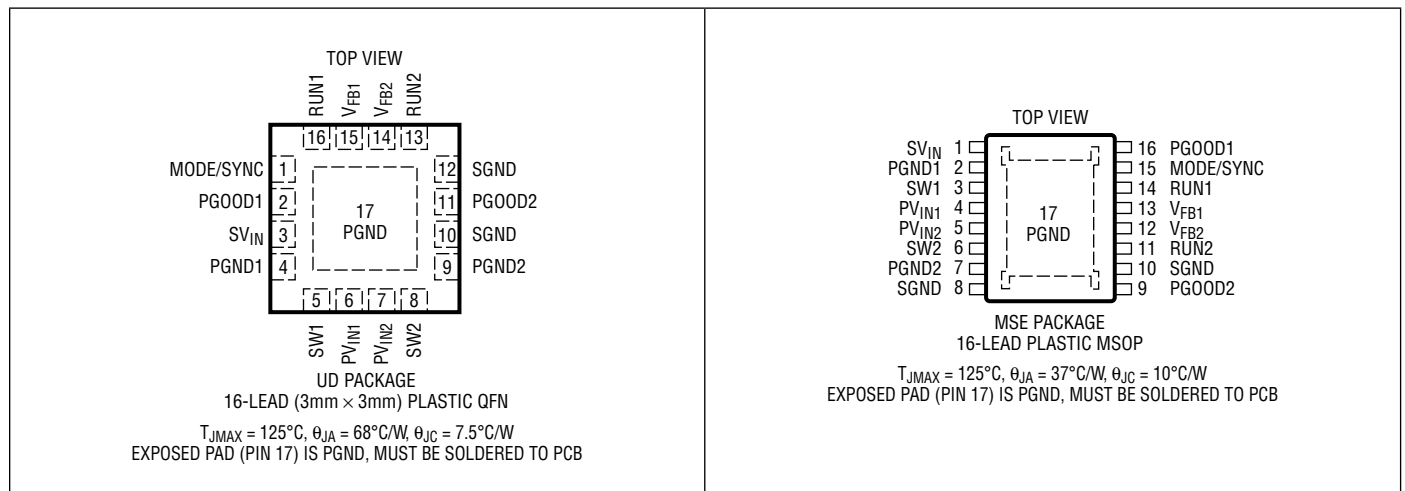 TOP VIEW
RUN1 VFB1 VFB2 RUN2
16 15 14 13
MODE/SYNC 1
PGOOD1 2
SVIN 3
PGND1 4
17
PGND
12 SGND
11 PGOOD2
10 SGND
9 PGND2
5 6 7 8
SW1 PVIN1 PVIN2 SW2
UD PACKAGE
16-LEAD (3mm × 3mm) PLASTIC QFN
TJMAX = 125°C, θJA = 68°C/W, θJC = 7.5°C/W
EXPOSED PAD (PIN 17) IS PGND, MUST BE SOLDERED TO PCB
TOP VIEW
SVIN 1
PGND1 2
SW1 3
PVIN1 4
PVIN2 5
SW2 6
PGND2 7
SGND 8
17
PGND
16 PGOOD1
15 MODE/SYNC
14 RUN1
13 VFB1
12 VFB2
11 RUN2
10 SGND
9 PGOOD2
MSE PACKAGE
16-LEAD PLASTIC MSOP
TJMAX = 125°C, θJA = 37°C/W, θJC = 10°C/W
EXPOSED PAD (PIN 17) IS PGND, MUST BE SOLDERED TO PCB